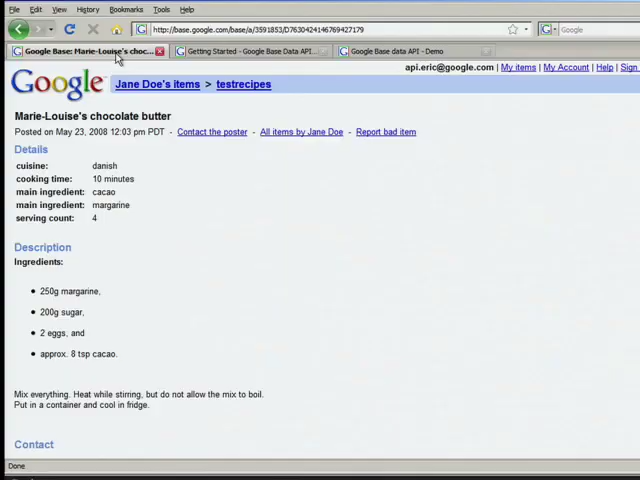 File Edit View History Bookmarks Tools Help
http://base.google.com/base/a/3591853/D7630424146769427179
Google
Google Base: Marie-Louise's choc...
Getting Started - Google Base Data API...
Google Base data API - Demo
api.eric@google.com | My items | My Account | Help | Sign
Google
Jane Doe's items > testrecipes
Marie-Louise's chocolate butter
Posted on May 23, 2008 12:03 pm PDT - Contact the poster - All items by Jane Doe - Report bad item
Details
cuisine: danish
cooking time: 10 minutes
main ingredient: cacao
main ingredient: margarine
serving count: 4
Description
Ingredients:
• 250g margarine,
• 200g sugar,
• 2 eggs, and
• approx. 8 tsp cacao.
Mix everything. Heat while stirring, but do not allow the mix to boil.
Put in a container and cool in fridge.
Contact
Done